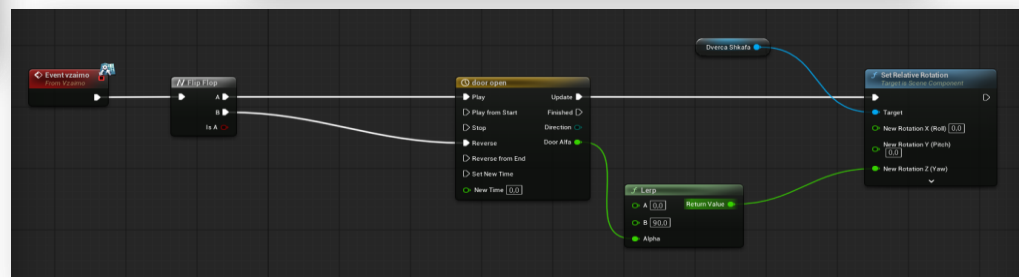 Event vzaimo
From Vzaimo
Flip Flop
A
B
Is A
door open
Play
Update
Play from Start
Finished
Stop
Direction
Reverse
Door Alfa
Reverse from End
Set New Time
New Time 0,0
Lerp
A 0,0
Return Value
B 90,0
Alpha
Dverca Shkafa
Set Relative Rotation
Target is Scene Component
Target
New Rotation X (Roll) 0,0
New Rotation Y (Pitch)
0,0
New Rotation Z (Yaw)